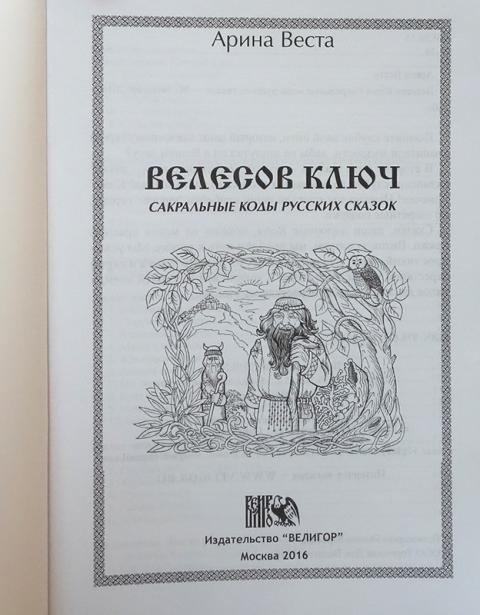 Арина Веста
ВЕЛЕСОВ КЛЮЧ
САКРАЛЬНЫЕ КОДЫ РУССКИХ СКАЗОК
Издательство "ВЕЛИГОР"
Москва 2016